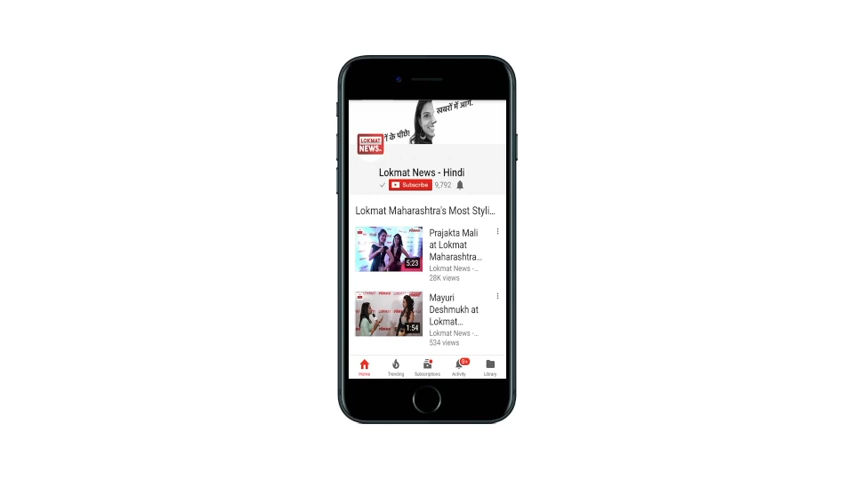 खबरों में आगे,
के पीछे!
LOKMAT
NEWS
Lokmat News - Hindi
Subscribe 9,792
Lokmat Maharashtra's Most Styli...
Prajakta Mali
at Lokmat
Maharashtra...
Lokmat News -...
28K views
5:23
Mayuri
Deshmukh at
Lokmat...
Lokmat News -...
534 views
1:54
Home Trending Subscriptions Activity Library
9+